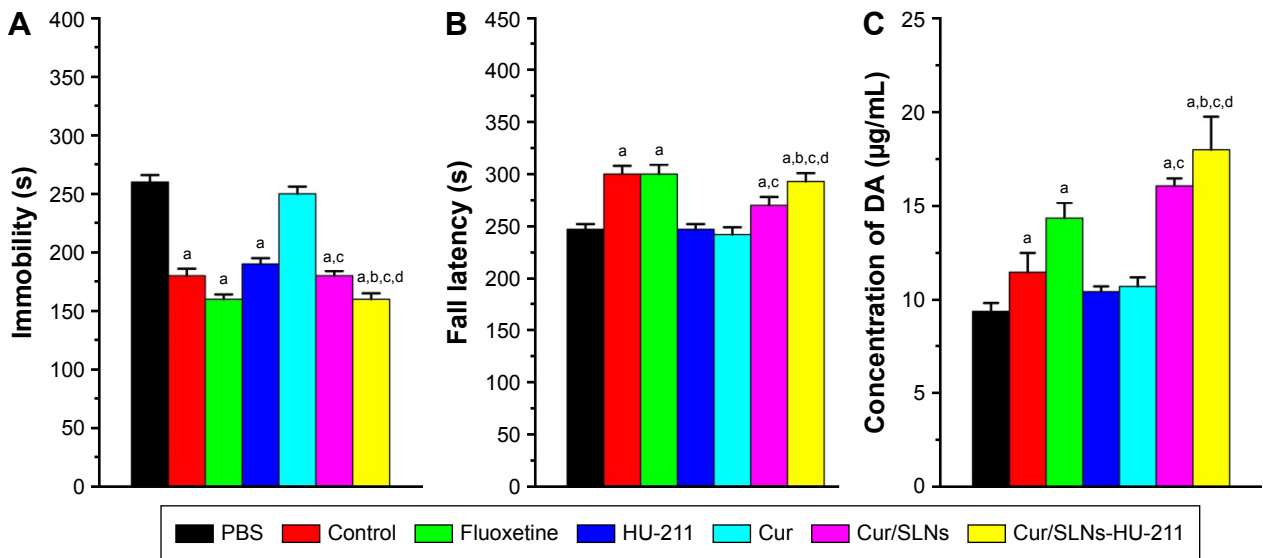 A
Immobility (s)
400
350
300
250
200
150
100
50
0
a
a
a
a,c
a,b,c,d
B
Fall latency (s)
450
400
350
300
250
200
150
100
50
0
a
a
a,c
a,b,c,d
C
Concentration of DA (µg/mL)
25
20
15
10
5
0
a
a
a,c
a,b,c,d
PBS Control Fluoxetine HU-211 Cur Cur/SLNs Cur/SLNs-HU-211